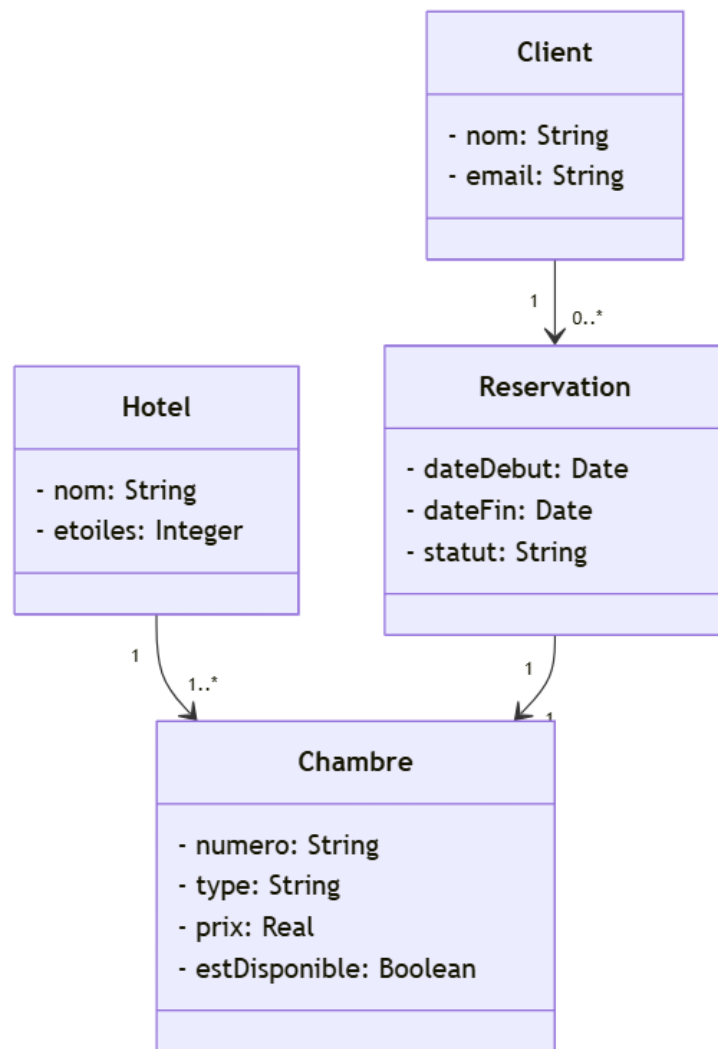 Client
- nom: String
- email: String
1
0..*
Hotel
- nom: String
- etoiles: Integer
Reservation
- dateDebut: Date
- dateFin: Date
- statut: String
1
1..*
1
1
Chambre
- numero: String
- type: String
- prix: Real
- estDisponible: Boolean